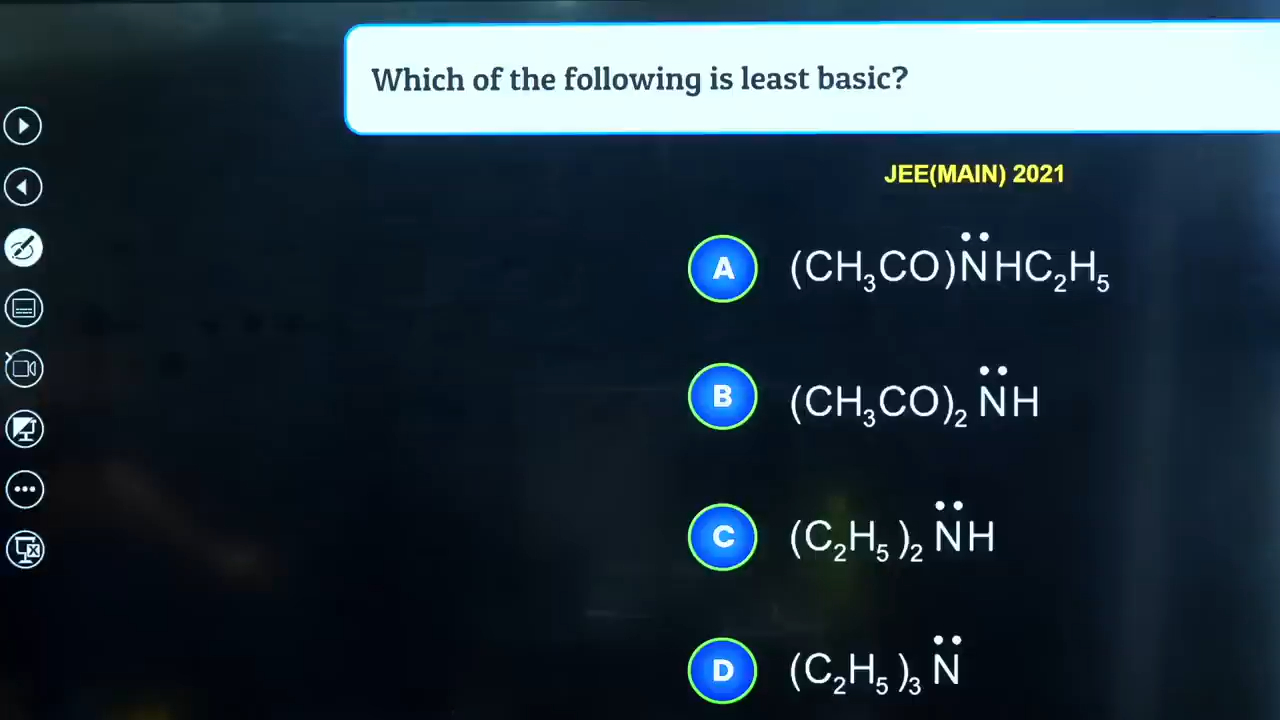 Which of the following is least basic?
JEE(MAIN) 2021
A (CH₃CO)N̈HC₂H₅
B (CH₃CO)₂ N̈H
C (C₂H₅)₂ N̈H
D (C₂H₅)₃ N̈